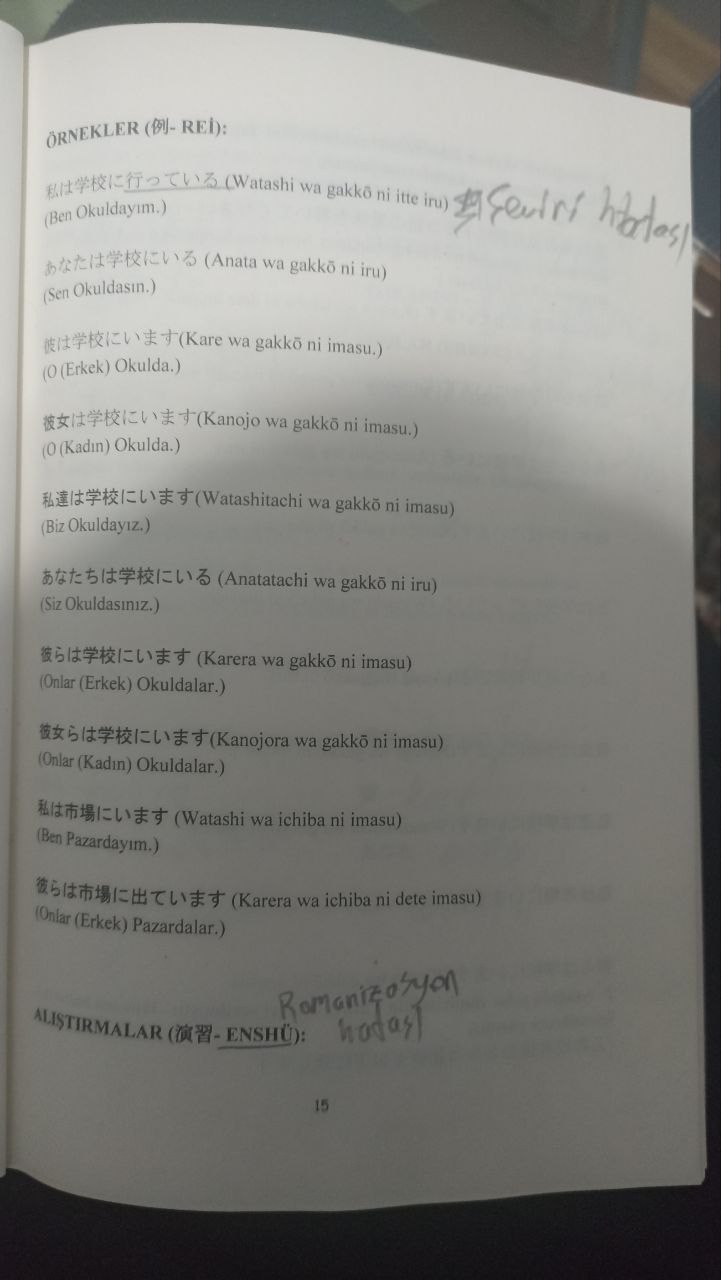 ÖRNEKLER (例- REİ):
私は学校に行っている (Watashi wa gakkō ni itte iru) Çeviri hatası
(Ben Okuldayım.)
あなたは学校にいる (Anata wa gakkō ni iru)
(Sen Okuldasın.)
彼は学校にいます(Kare wa gakkō ni imasu.)
(O (Erkek) Okulda.)
彼女は学校にいます(Kanojo wa gakkō ni imasu.)
(O (Kadın) Okulda.)
私達は学校にいます(Watashitachi wa gakkō ni imasu)
(Biz Okuldayız.)
あなたちは学校にいる (Anatatachi wa gakkō ni iru)
(Siz Okuldasınız.)
彼らは学校にいます (Karera wa gakkō ni imasu)
(Onlar (Erkek) Okuldalar.)
彼女らは学校にいます(Kanojora wa gakkō ni imasu)
(Onlar (Kadın) Okuldalar.)
私は市場にいます (Watashi wa ichiba ni imasu)
(Ben Pazardayım.)
彼らは市場に出ています (Karera wa ichiba ni dete imasu)
(Onlar (Erkek) Pazardalar.)
Romanizosyon
hatası
ALIŞTIRMALAR (演習- ENSHÜ):
15